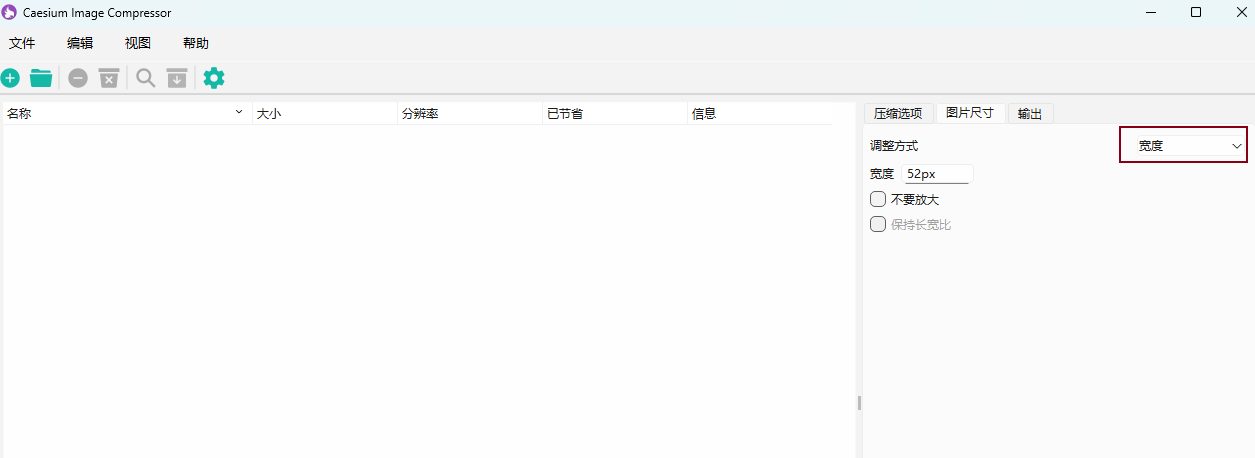 Caesium Image Compressor
文件 编辑 视图 帮助
名称 大小 分辨率 已节省 信息
压缩选项 图片尺寸 输出
调整方式 宽度
宽度 52px
不要放大
保持长宽比